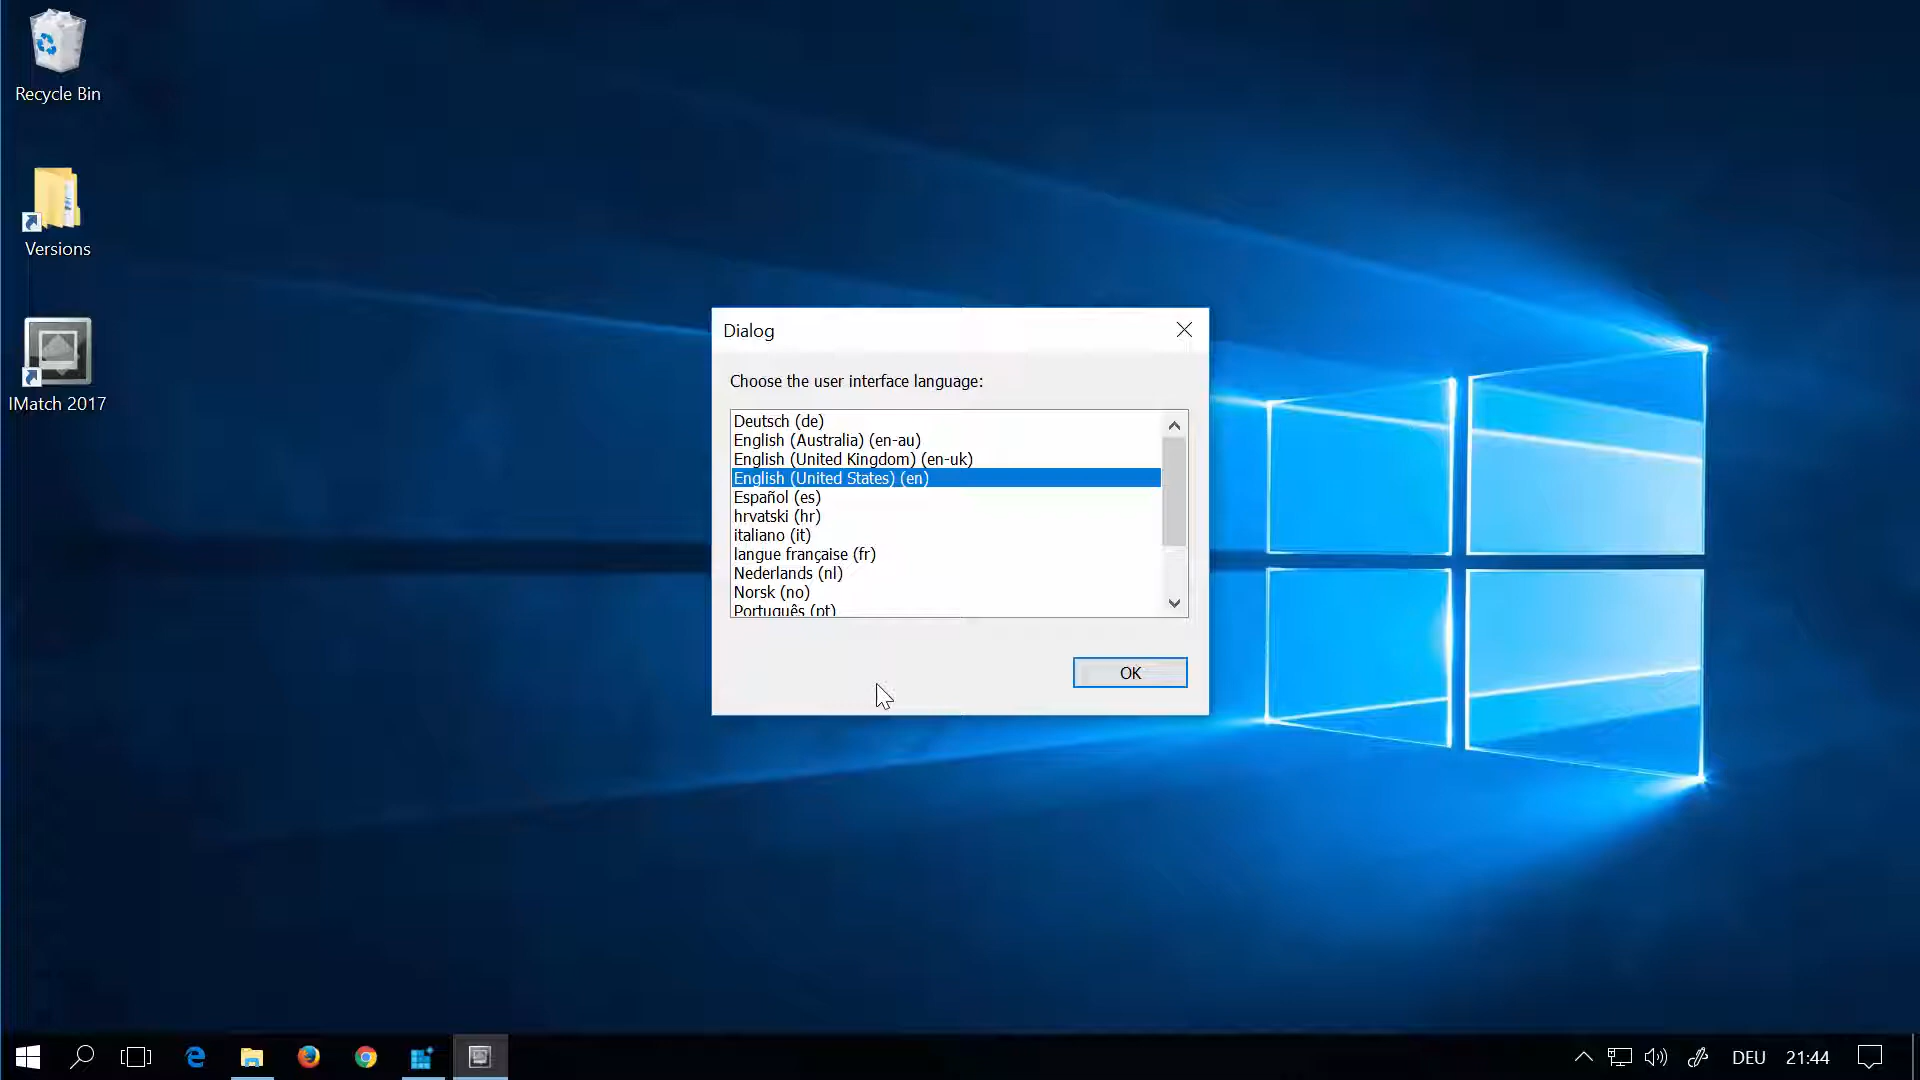 Recycle Bin
Versions
IMatch 2017
Dialog
Choose the user interface language:
Deutsch (de)
English (Australia) (en-au)
English (United Kingdom) (en-uk)
English (United States) (en)
Español (es)
hrvatski (hr)
italiano (it)
langue française (fr)
Nederlands (nl)
Norsk (no)
Português (pt)
OK
DEU 21:44